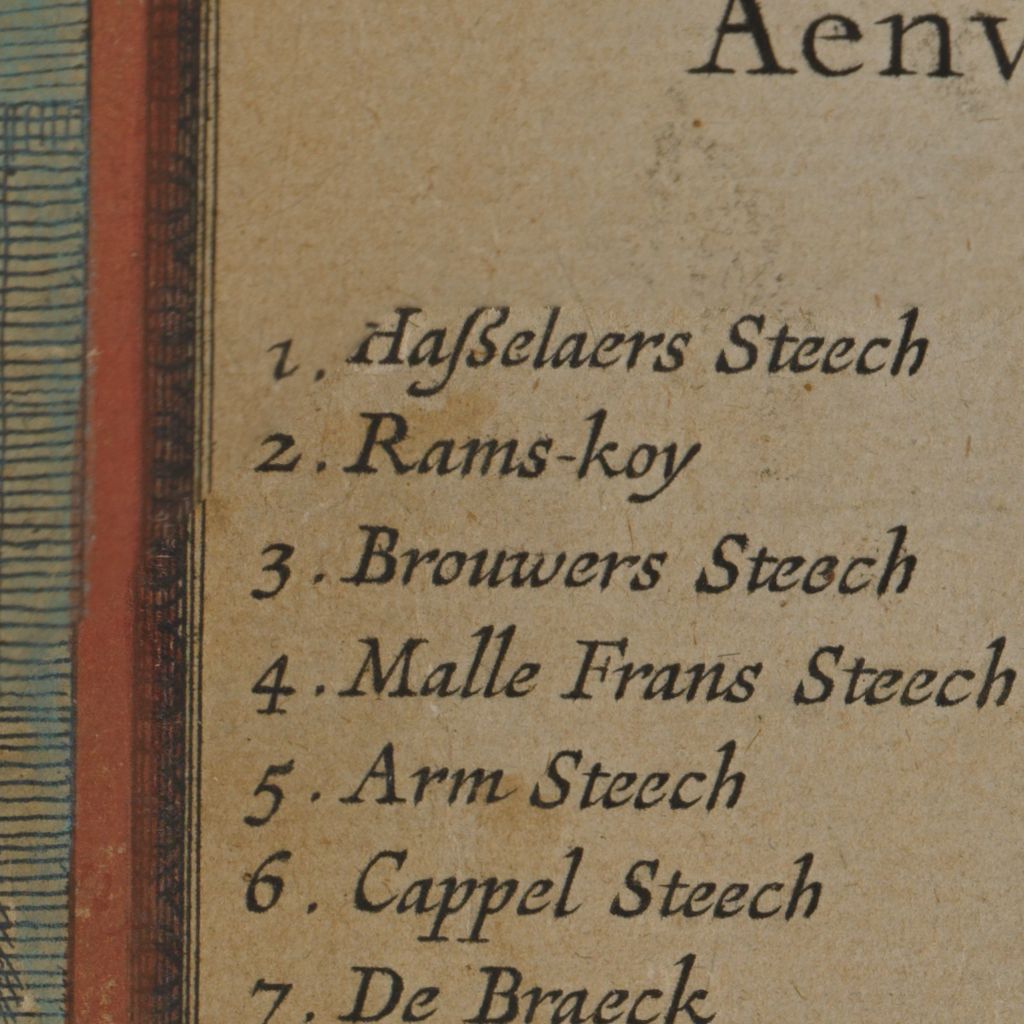 Aenv
1. Haſselaers Steech
2. Rams-koy
3. Brouwers Steech
4. Malle Frans Steech
5. Arm Steech
6. Cappel Steech
7. De Braeck